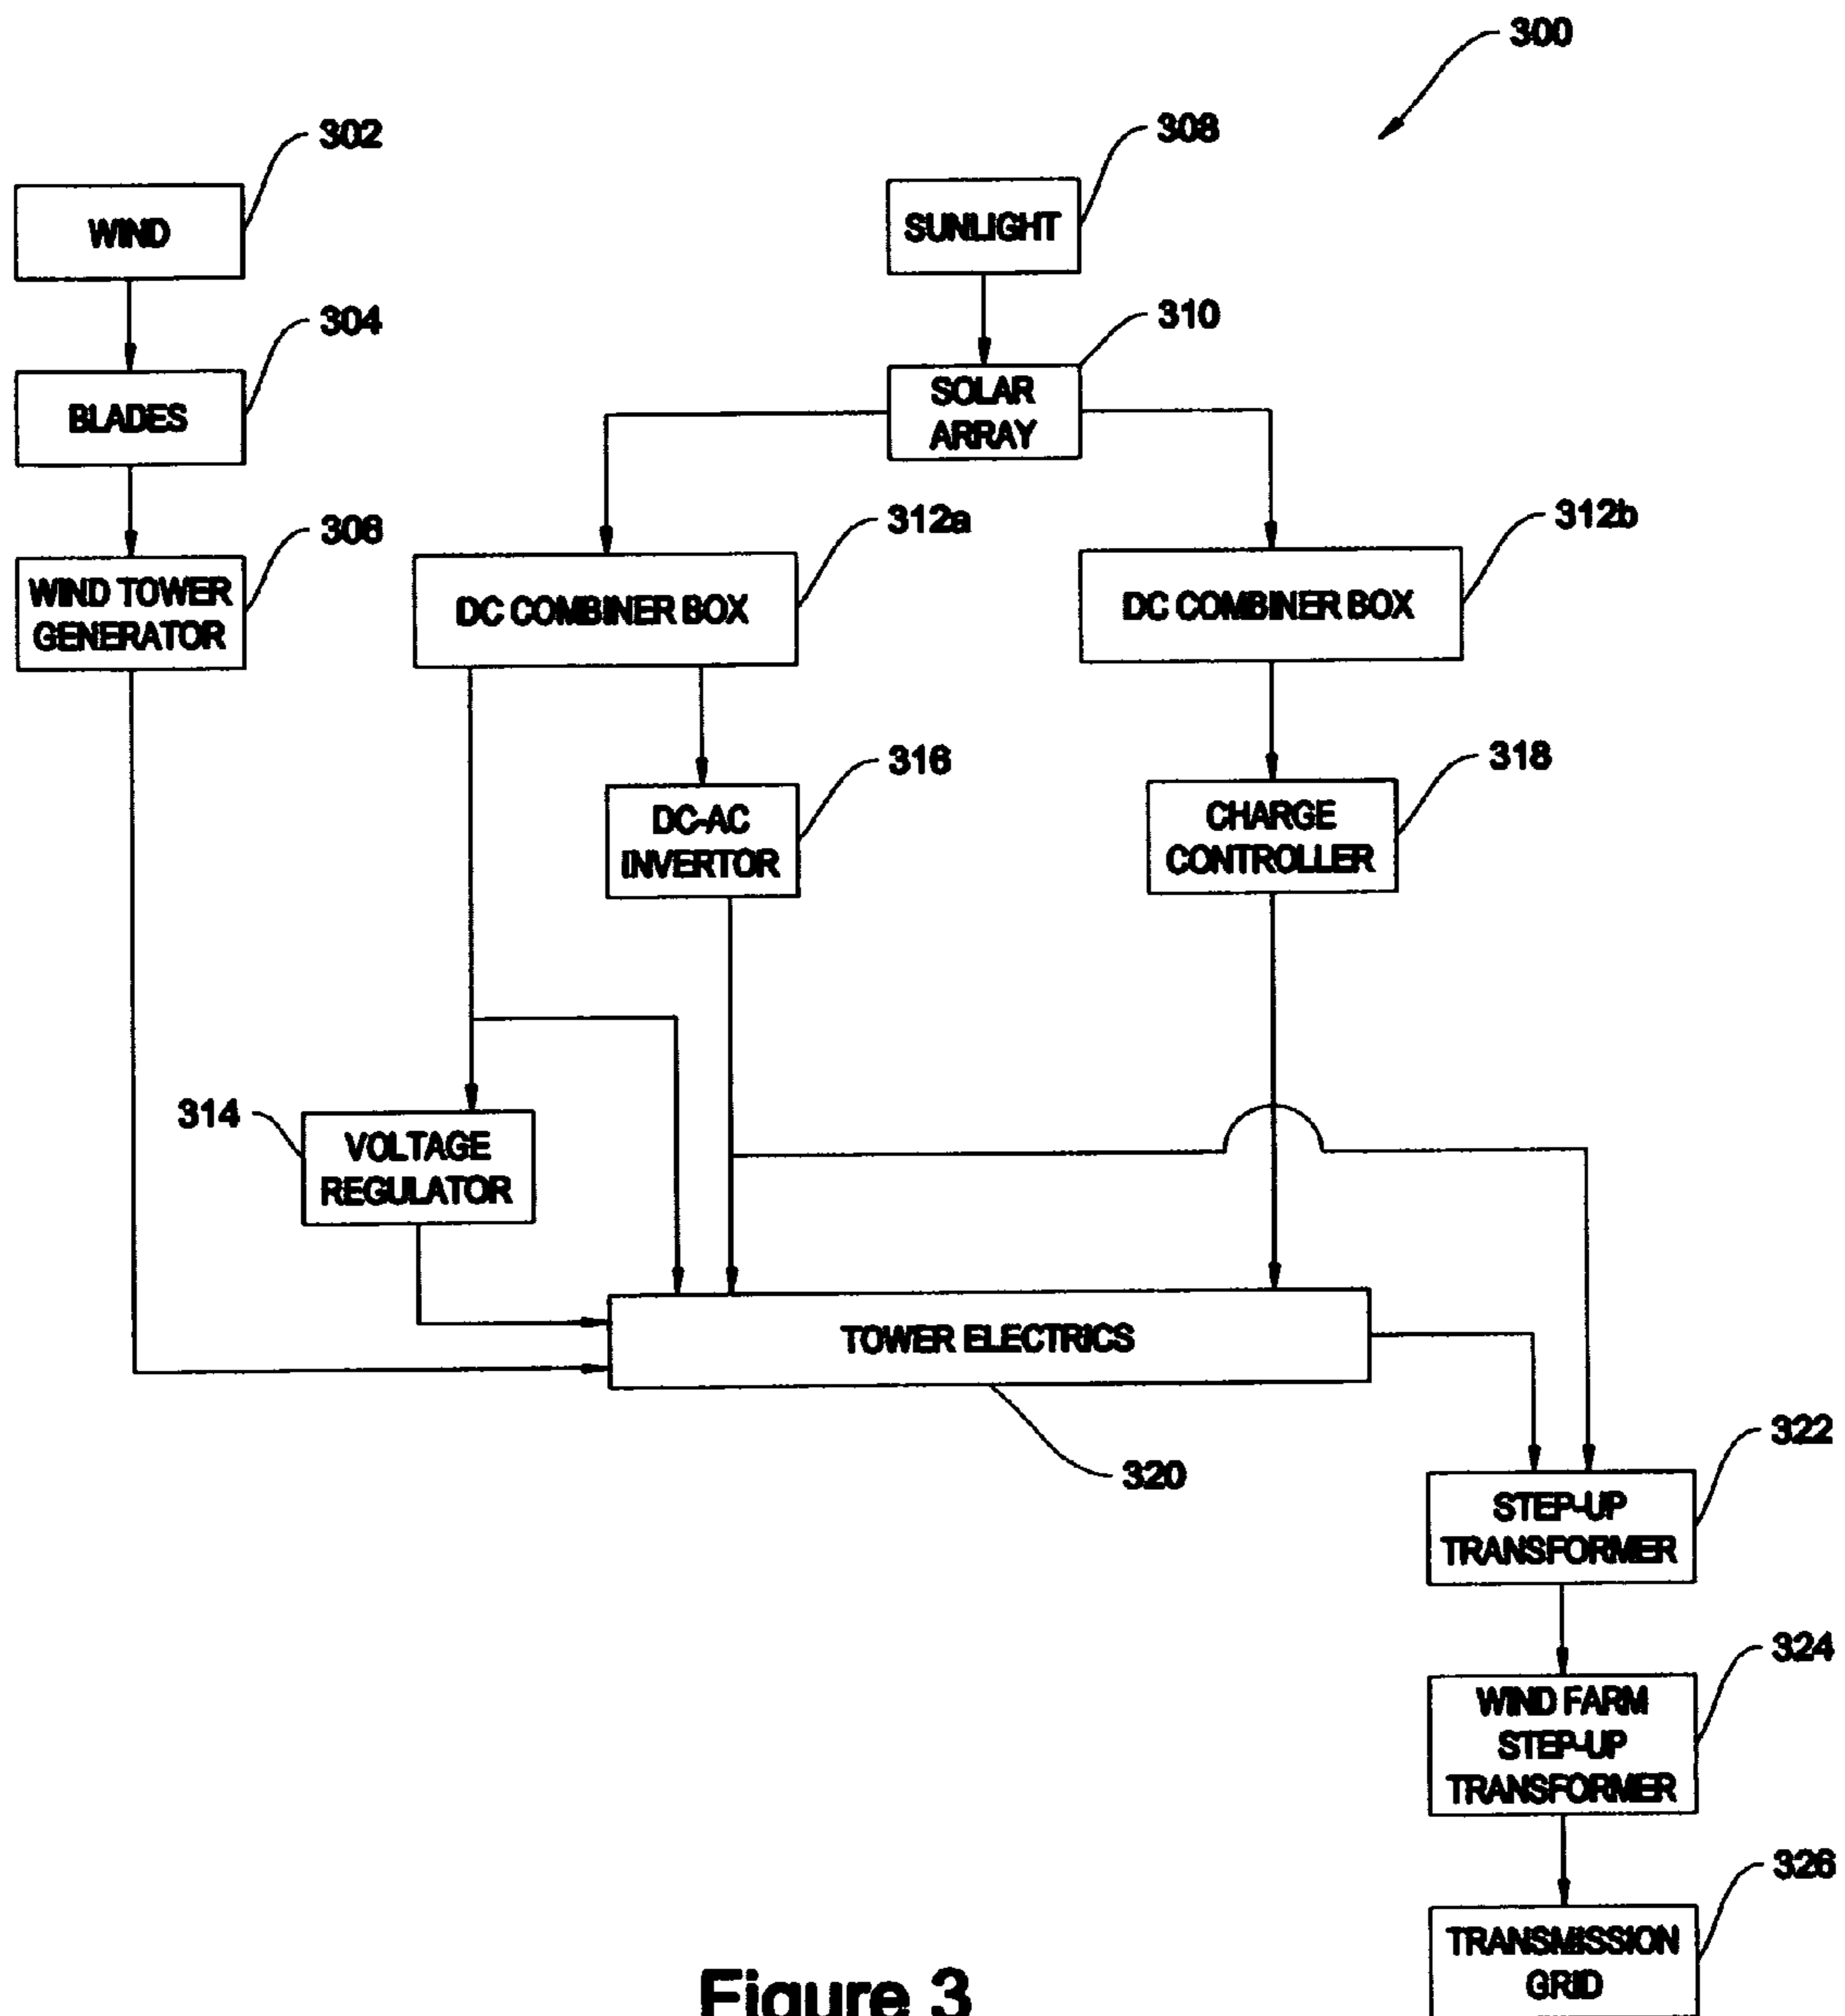 300
302
308
WIND
SUNLIGHT
304
310
BLADES
SOLAR
ARRAY
306
312a
312b
WIND TOWER
GENERATOR
DC COMBINER BOX
DC COMBINER BOX
316
318
DC-AC
INVERTOR
CHARGE
CONTROLLER
314
VOLTAGE
REGULATOR
TOWER ELECTRICS
320
322
STEP-UP
TRANSFORMER
324
WIND FARM
STEP-UP
TRANSFORMER
326
TRANSMISSION
GRID
Figure 3